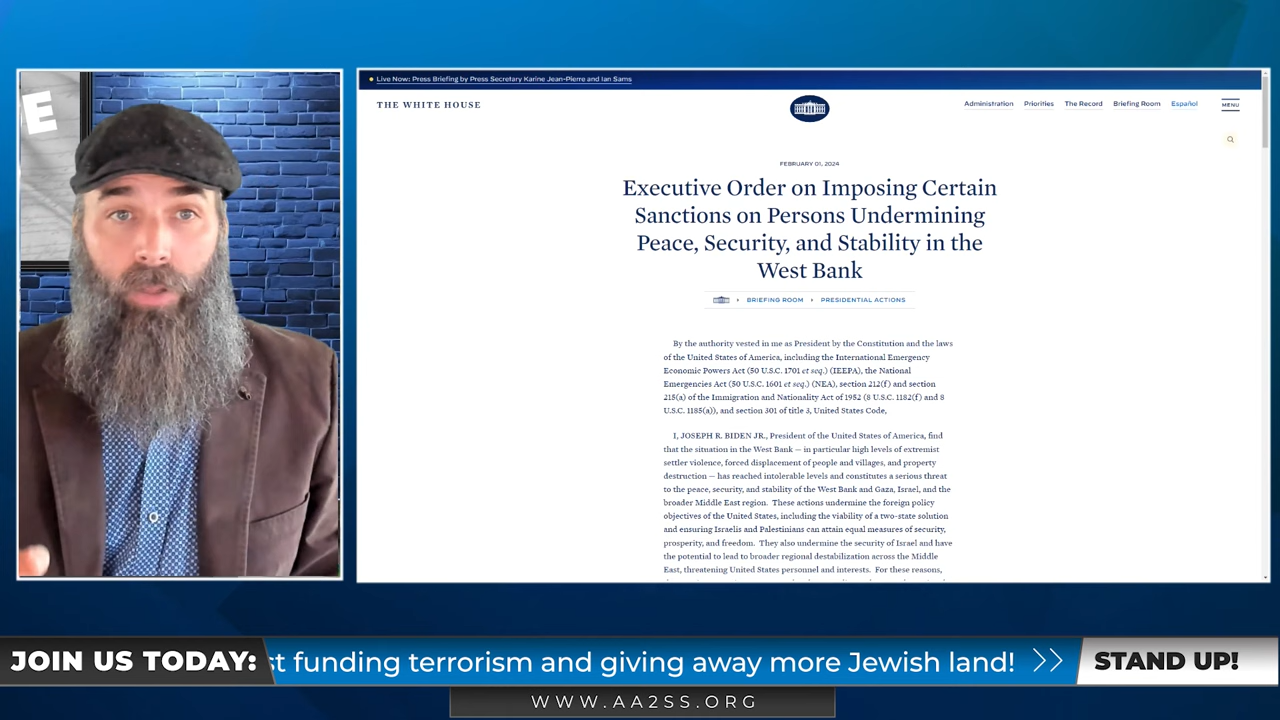 E
Live Now: Press Briefing by Press Secretary Karine Jean-Pierre and Ian Sams
THE WHITE HOUSE
Administration Priorities The Record Briefing Room Español MENU
FEBRUARY 01, 2024
Executive Order on Imposing Certain
Sanctions on Persons Undermining
Peace, Security, and Stability in the
West Bank
BRIEFING ROOM PRESIDENTIAL ACTIONS
By the authority vested in me as President by the Constitution and the laws
of the United States of America, including the International Emergency
Economic Powers Act (50 U.S.C. 1701 et seq.) (IEEPA), the National
Emergencies Act (50 U.S.C. 1601 et seq.) (NEA), section 212(f) and section
215(a) of the Immigration and Nationality Act of 1952 (8 U.S.C. 1182(f) and 8
U.S.C. 1185(a)), and section 301 of title 3, United States Code,
I, JOSEPH R. BIDEN JR., President of the United States of America, find
that the situation in the West Bank — in particular high levels of extremist
settler violence, forced displacement of people and villages, and property
destruction — has reached intolerable levels and constitutes a serious threat
to the peace, security, and stability of the West Bank and Gaza, Israel, and the
broader Middle East region. These actions undermine the foreign policy
objectives of the United States, including the viability of a two-state solution
and ensuring Israelis and Palestinians can attain equal measures of security,
prosperity, and freedom. They also undermine the security of Israel and have
the potential to lead to broader regional destabilization across the Middle
East, threatening United States personnel and interests. For these reasons,
JOIN US TODAY: st funding terrorism and giving away more Jewish land! >> STAND UP!
WWW.AA2SS.ORG